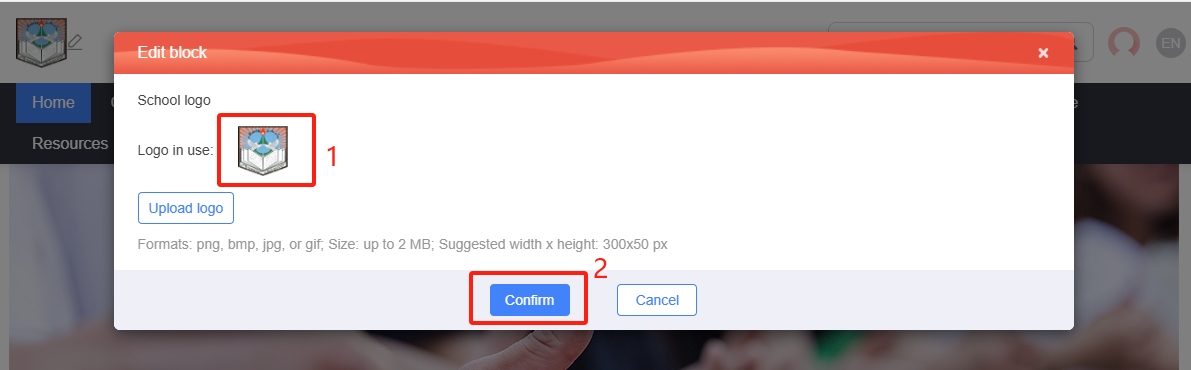 Edit block
×
EN
Home
School logo
Resources
Logo in use:
1
Upload logo
Formats: png, bmp, jpg, or gif; Size: up to 2 MB; Suggested width x height: 300x50 px
2
Confirm
Cancel